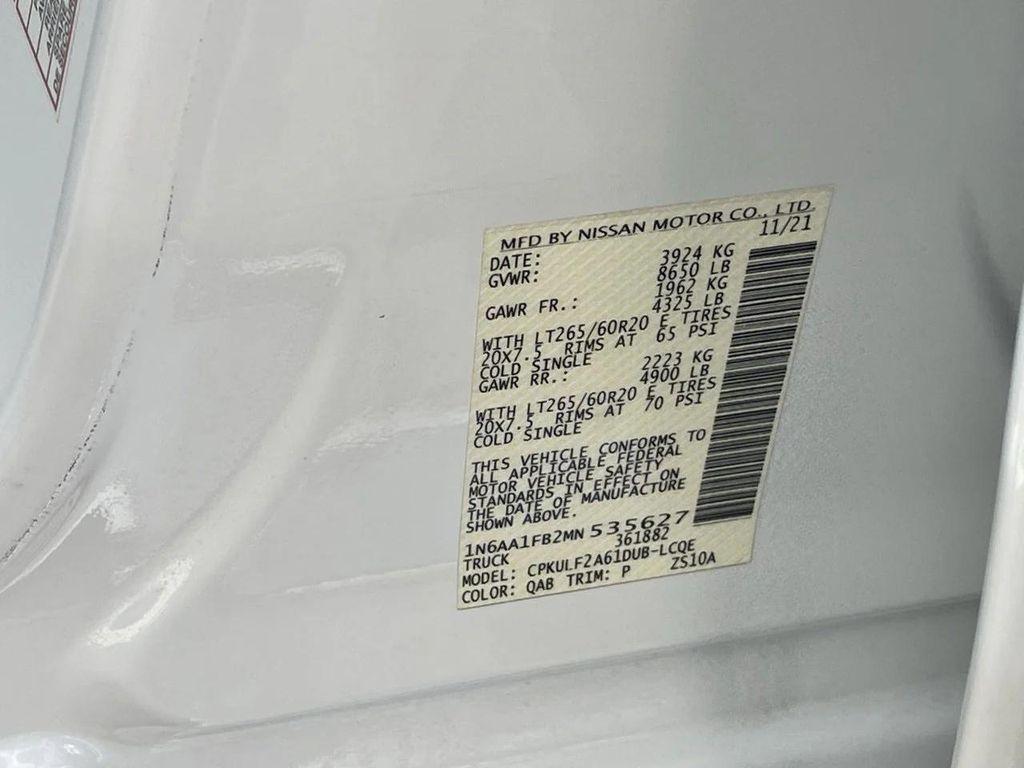 MFD BY NISSAN MOTOR CO., LTD.
DATE: 11/21
GVWR: 3924 KG
8650 LB
GAWR FR.: 1962 KG
4325 LB
WITH LT265/60R20 E TIRES
20X7.5 RIMS AT 65 PSI
COLD SINGLE
GAWR RR.: 2223 KG
4900 LB
WITH LT265/60R20 E TIRES
20X7.5 RIMS AT 70 PSI
COLD SINGLE
THIS VEHICLE CONFORMS TO
ALL APPLICABLE FEDERAL
MOTOR VEHICLE SAFETY
STANDARDS IN EFFECT ON
THE DATE OF MANUFACTURE
SHOWN ABOVE.
1N6AA1FB2MN 535627
TRUCK 361882
MODEL: CPKULF2A61DUB-LCQE
COLOR: QAB TRIM: P ZS10A